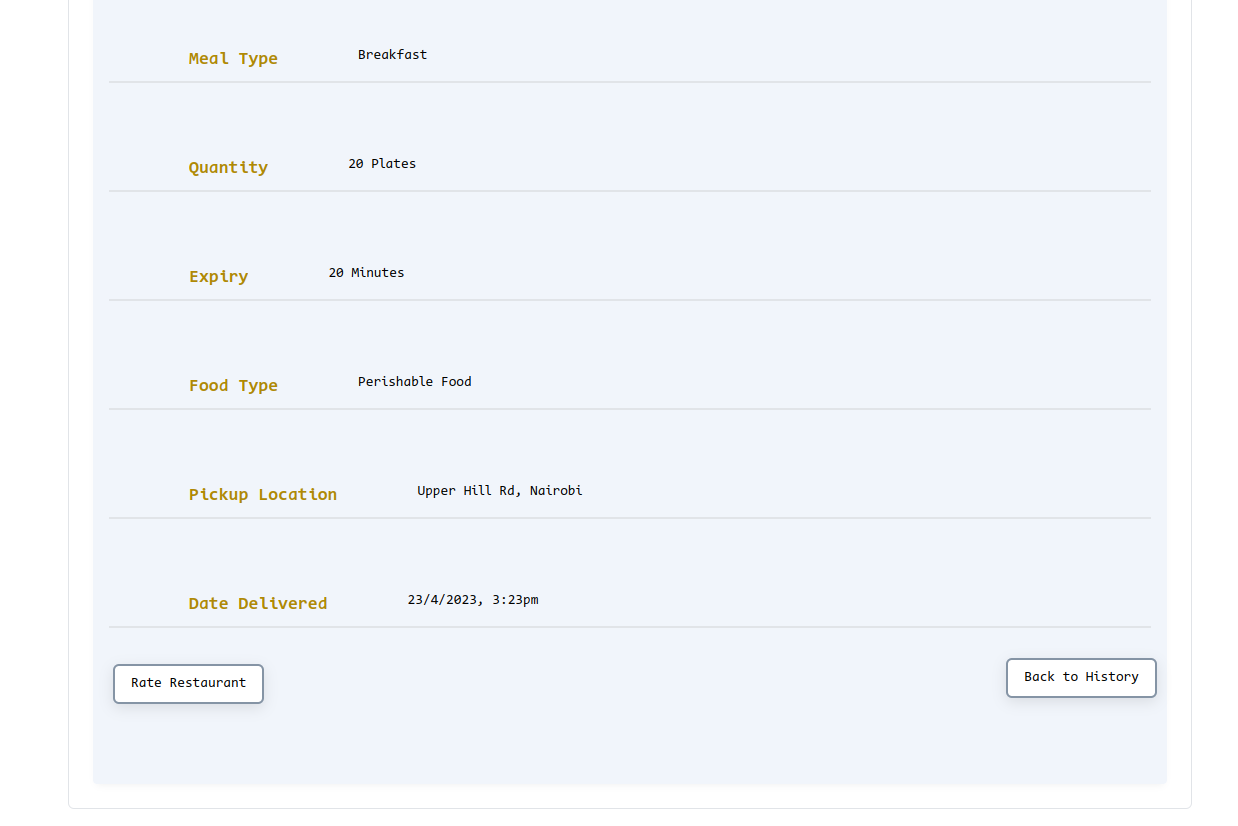 Meal Type Breakfast
Quantity 20 Plates
Expiry 20 Minutes
Food Type Perishable Food
Pickup Location Upper Hill Rd, Nairobi
Date Delivered 23/4/2023, 3:23pm
Rate Restaurant Back to History